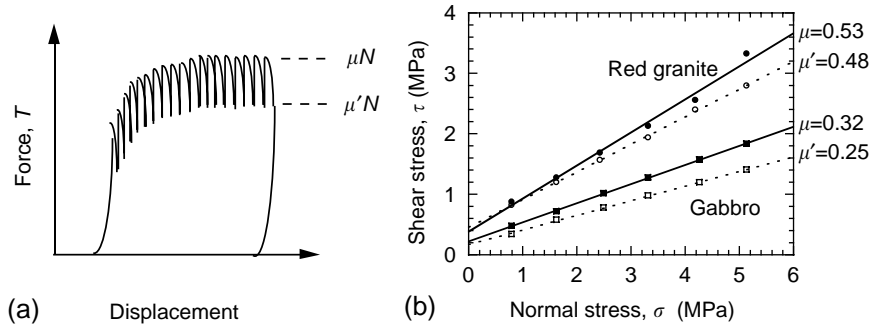 Force, T
μN
μ′N
(a)
Displacement
Shear stress, τ (MPa)
4
3
2
1
0
Red granite
Gabbro
μ=0.53
μ′=0.48
μ=0.32
μ′=0.25
0 1 2 3 4 5 6
(b)
Normal stress, σ (MPa)